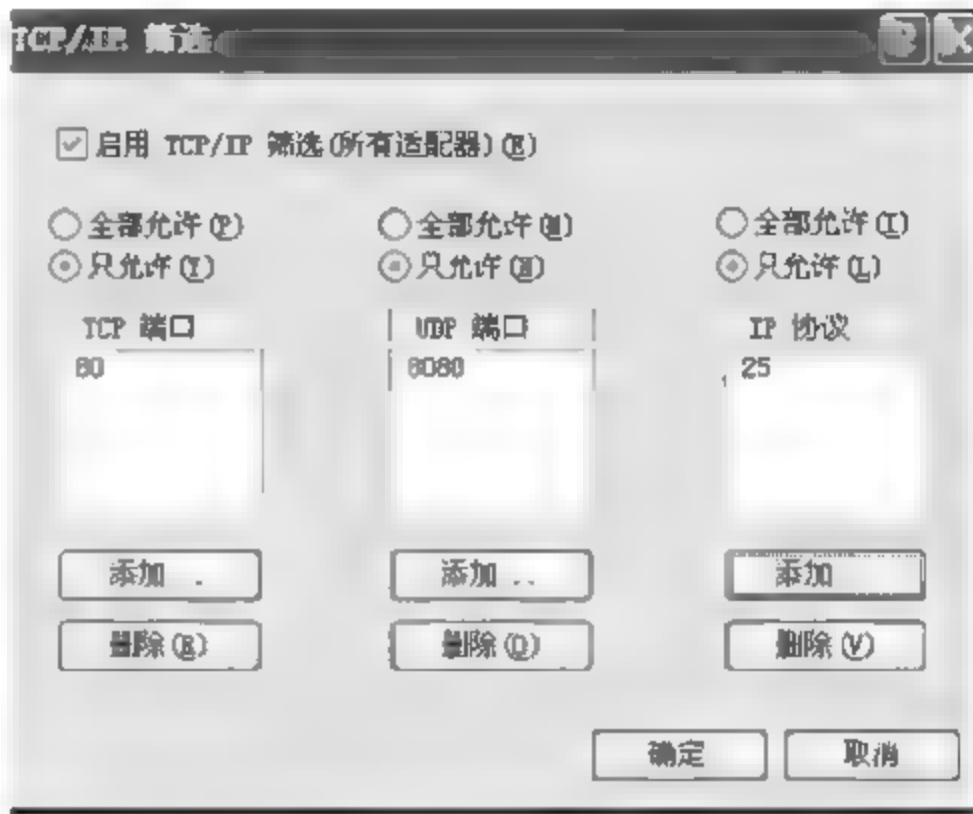 TCP/IP 筛选
启用 TCP/IP 筛选(所有适配器)(E)
全部允许(P)
只允许(T)
全部允许(M)
只允许(N)
全部允许(I)
只允许(L)
TCP 端口
UDP 端口
IP 协议
80
8080
25
添加
添加
添加
删除(R)
删除(O)
删除(V)
确定
取消